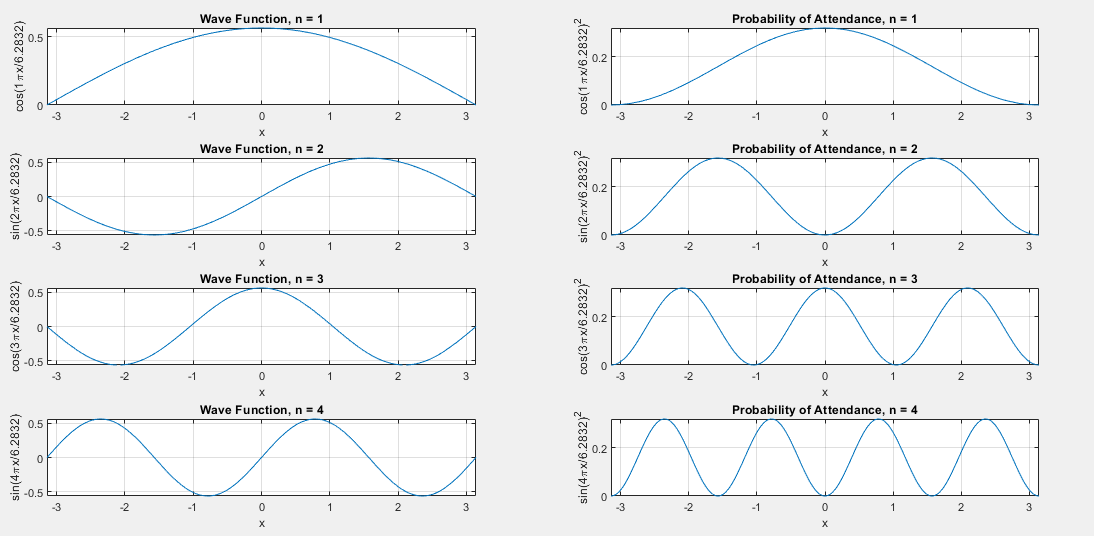 Wave Function, n = 1
cos(1πx/6.2832)
0.5
0
-3 -2 -1 0 1 2 3
x
Probability of Attendance, n = 1
cos(1πx/6.2832)²
0.2
0
-3 -2 -1 0 1 2 3
x
Wave Function, n = 2
sin(2πx/6.2832)
0.5
0
-0.5
-3 -2 -1 0 1 2 3
x
Probability of Attendance, n = 2
sin(2πx/6.2832)²
0.2
0
-3 -2 -1 0 1 2 3
x
Wave Function, n = 3
cos(3πx/6.2832)
0.5
0
-0.5
-3 -2 -1 0 1 2 3
x
Probability of Attendance, n = 3
cos(3πx/6.2832)²
0.2
0
-3 -2 -1 0 1 2 3
x
Wave Function, n = 4
sin(4πx/6.2832)
0.5
0
-0.5
-3 -2 -1 0 1 2 3
x
Probability of Attendance, n = 4
sin(4πx/6.2832)²
0.2
0
-3 -2 -1 0 1 2 3
x